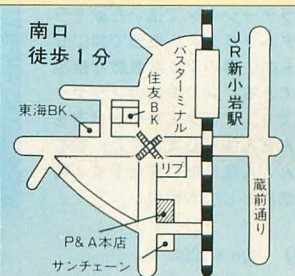 南口
徒歩1分
JR新小岩駅
バスターミナル
住友BK
東海BK
リブ
蔵前通り
P&A本店
サンチェーン